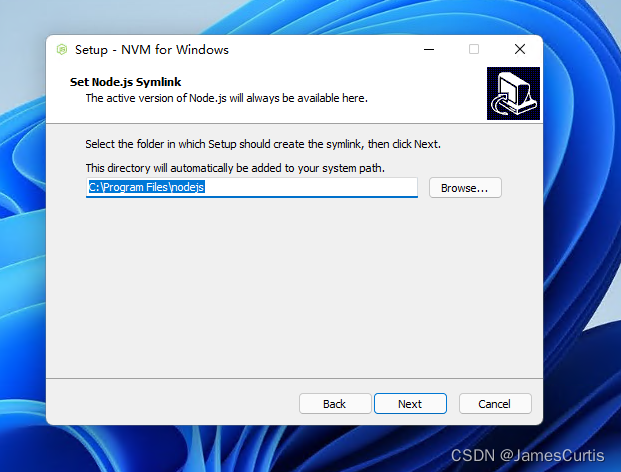 Setup - NVM for Windows
Set Node.js Symlink
The active version of Node.js will always be available here.
Select the folder in which Setup should create the symlink, then click Next.
This directory will automatically be added to your system path.
C:\Program Files\nodejs
Browse...
Back
Next
Cancel
CSDN @JamesCurtis